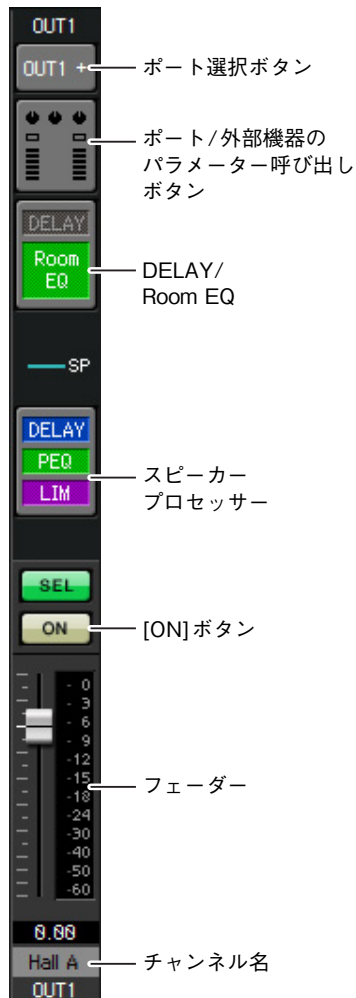 OUT1
OUT1 +
ポート選択ボタン
ポート/外部機器の
パラメーター呼び出し
ボタン
DELAY
Room
EQ
DELAY/
Room EQ
SP
DELAY
PEQ
LIM
スピーカー
プロセッサー
SEL
ON
[ON]ボタン
- 0
- 3
- 6
- 9
-12
-15
-18
-24
-30
-40
-50
-60
フェーダー
0.00
Hall A
チャンネル名
OUT1